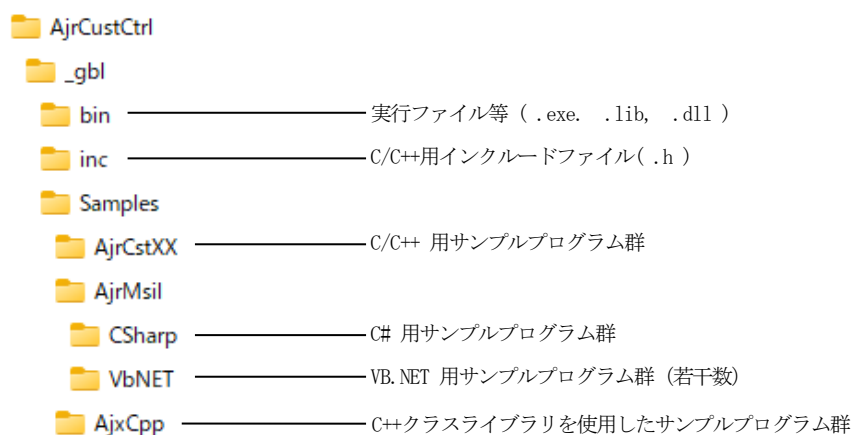 AjrCustCtrl
_gbl
bin 実行ファイル等 ( .exe. .lib, .dll )
inc C/C++用インクルードファイル( .h )
Samples
AjrCstXX C/C++ 用サンプルプログラム群
AjrMsil
CSharp C# 用サンプルプログラム群
VbNET VB.NET 用サンプルプログラム群 (若干数)
AjxCpp C++クラスライブラリを使用したサンプルプログラム群